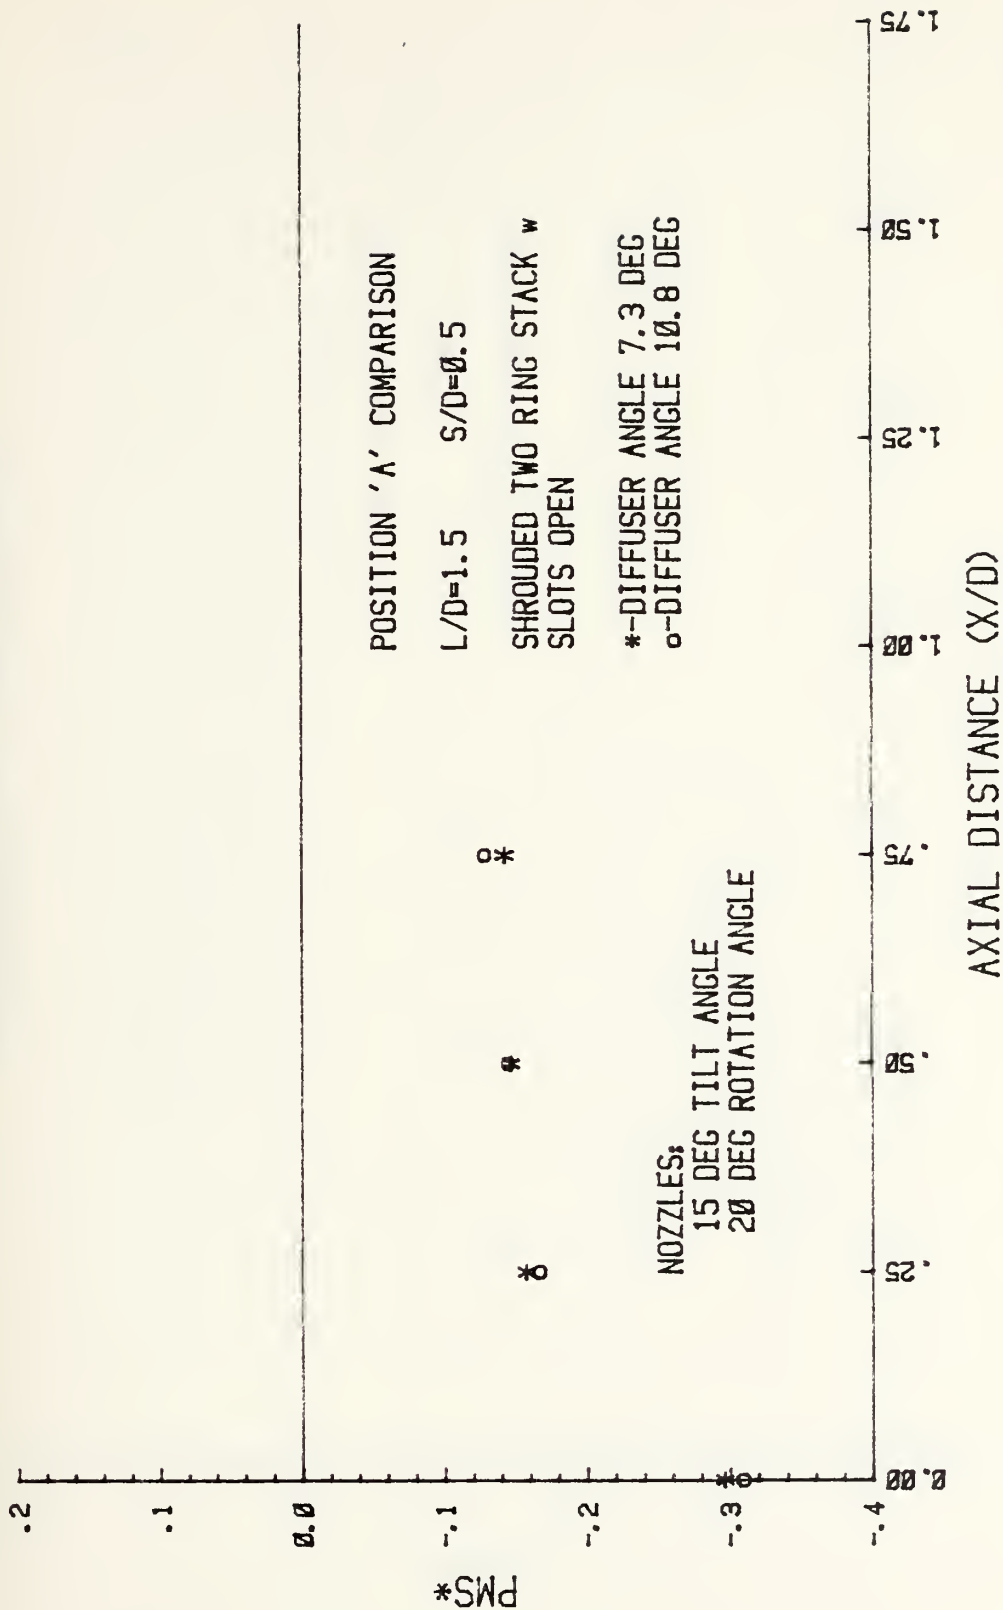 PMS*
.2
.1
0.0
-.1
-.2
-.3
-.4
POSITION 'A' COMPARISON
L/D=1.5 S/D=0.5
SHROUDED TWO RING STACK w
SLOTS OPEN
*-DIFFUSER ANGLE 7.3 DEG
o-DIFFUSER ANGLE 10.8 DEG
NOZZLES:
15 DEG TILT ANGLE
20 DEG ROTATION ANGLE
0.00
.25
.50
.75
1.00
1.25
1.50
1.75
AXIAL DISTANCE (X/D)